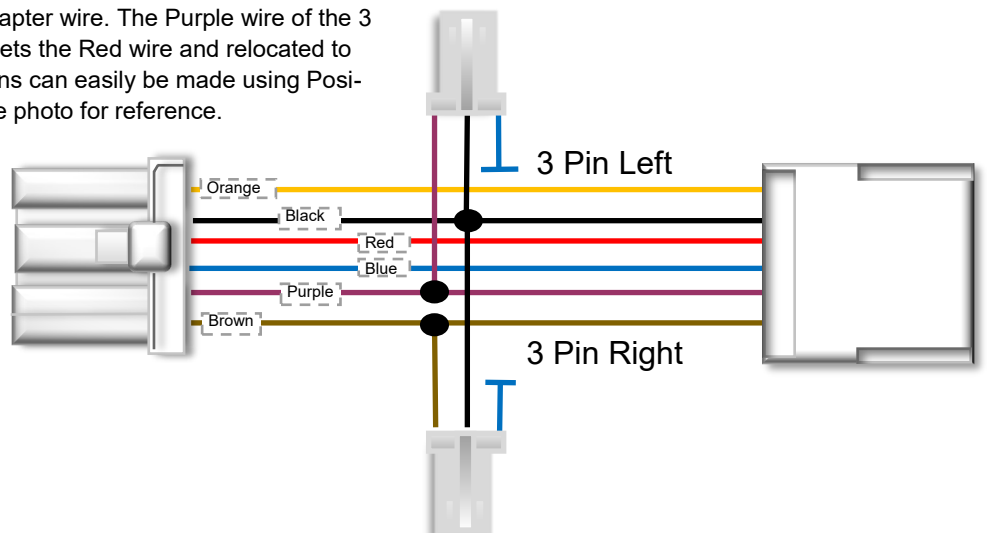 apter wire. The Purple wire of the 3
ets the Red wire and relocated to
ns can easily be made using Posi-
e photo for reference.
3 Pin Left
Orange
Black
Red
Blue
Purple
Brown
3 Pin Right